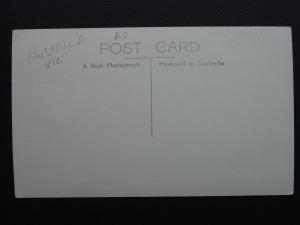 RP
AUSTRALIA
VIC
POST CARD
A Real Photograph
Produced in Australia